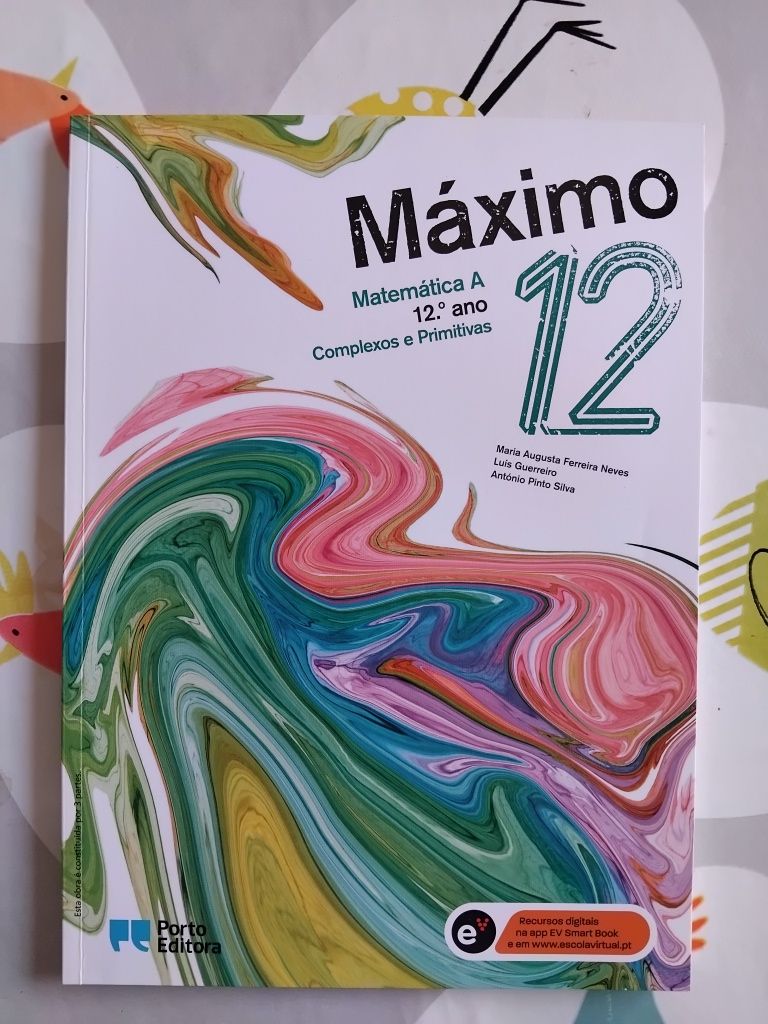 Máximo
12
Matemática A
12.º ano
Complexos e Primitivas
Maria Augusta Ferreira Neves
Luís Guerreiro
António Pinto Silva
Esta obra é constituída por 3 partes.
Porto
Editora
e
Recursos digitais
na app EV Smart Book
e em www.escolavirtual.pt